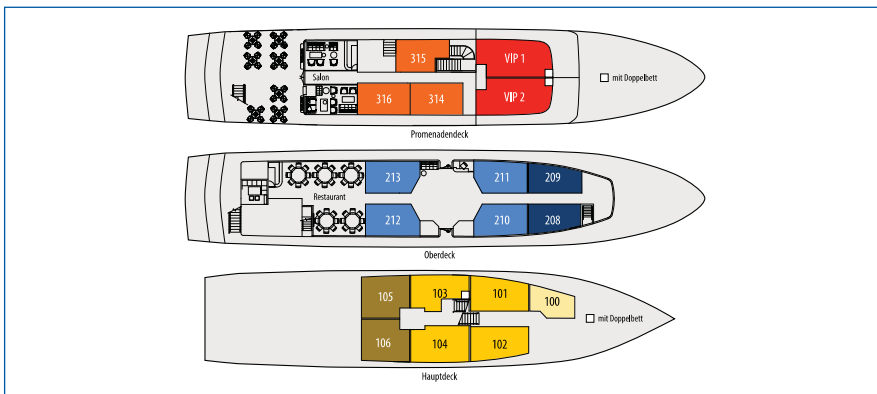 315
VIP 1
Salon
mit Doppelbett
316
314
VIP 2
Promenadendeck
213
211
209
Restaurant
212
210
208
Oberdeck
105
103
101
100
mit Doppelbett
106
104
102
Hauptdeck